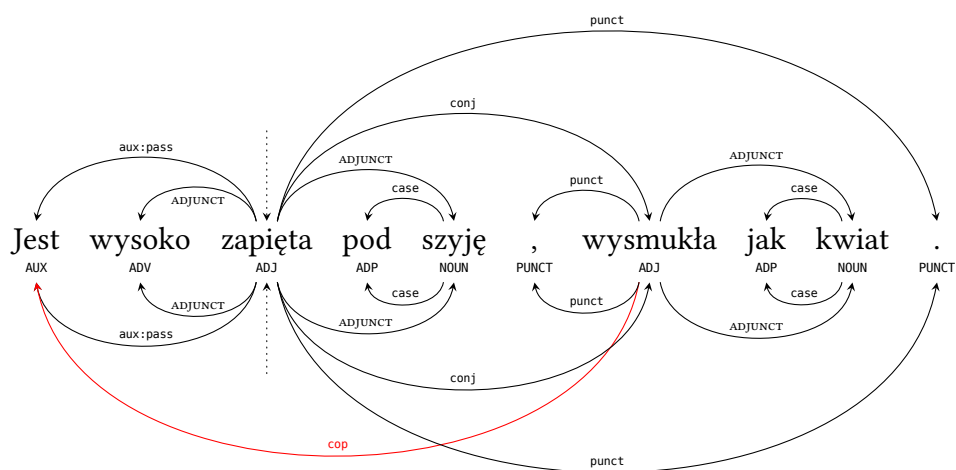 punct
conj
aux:pass ADJUNCT ADJUNCT
ADJUNCT case punct case
Jest wysoko zapięta pod szyję , wysmukła jak kwiat .
AUX ADV ADJ ADP NOUN PUNCT ADJ ADP NOUN PUNCT
ADJUNCT case punct case
aux:pass ADJUNCT ADJUNCT
conj
cop
punct